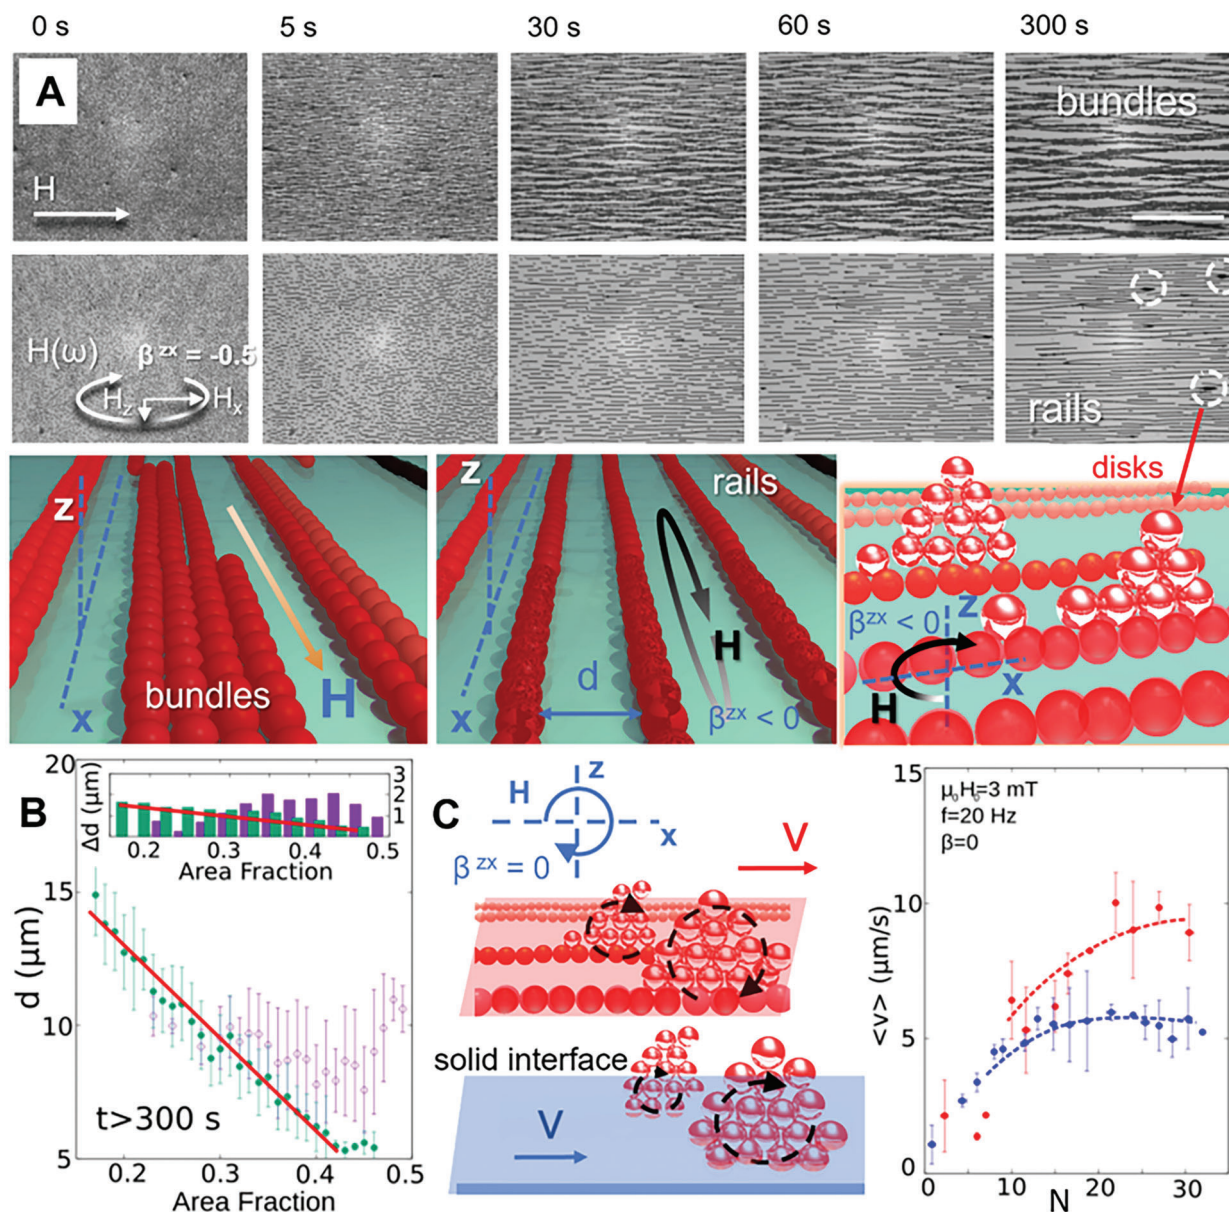 0 s 5 s 30 s 60 s 300 s
A
bundles
H
H(ω) β zx = -0.5
H z H x
rails
disks
z
z
rails
β zx < 0 z
H
bundles
d
x
H
x
β zx < 0
H
x
B
20
Δd (μm)
3
2
1
0.2 0.3 0.4 0.5
Area Fraction
15
d (μm)
10
t>300 s
5
0.2 0.3 0.4 0.5
Area Fraction
C
z
H
x
β zx = 0
V
solid interface
V
15
μ₀H₀=3 mT
f=20 Hz
β=0
10
<v> (μm/s)
5
0
0 10 20 30
N